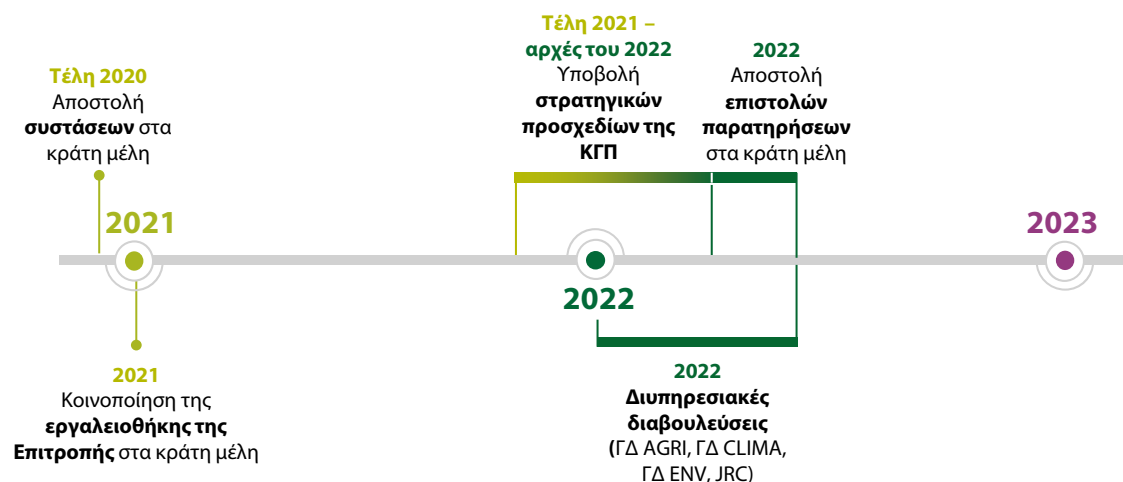 Τέλη 2020
Αποστολή
συστάσεων στα
κράτη μέλη
Τέλη 2021 –
αρχές του 2022
Υποβολή
στρατηγικών
προσχεδίων της
ΚΓΠ
2022
Αποστολή
επιστολών
παρατηρήσεων
στα κράτη μέλη
2021
2022
2023
2021
Κοινοποίηση της
εργαλειοθήκης της
Επιτροπής στα κράτη μέλη
2022
Διυπηρεσιακές
διαβουλεύσεις
(ΓΔ AGRI, ΓΔ CLIMA,
ΓΔ ENV, JRC)